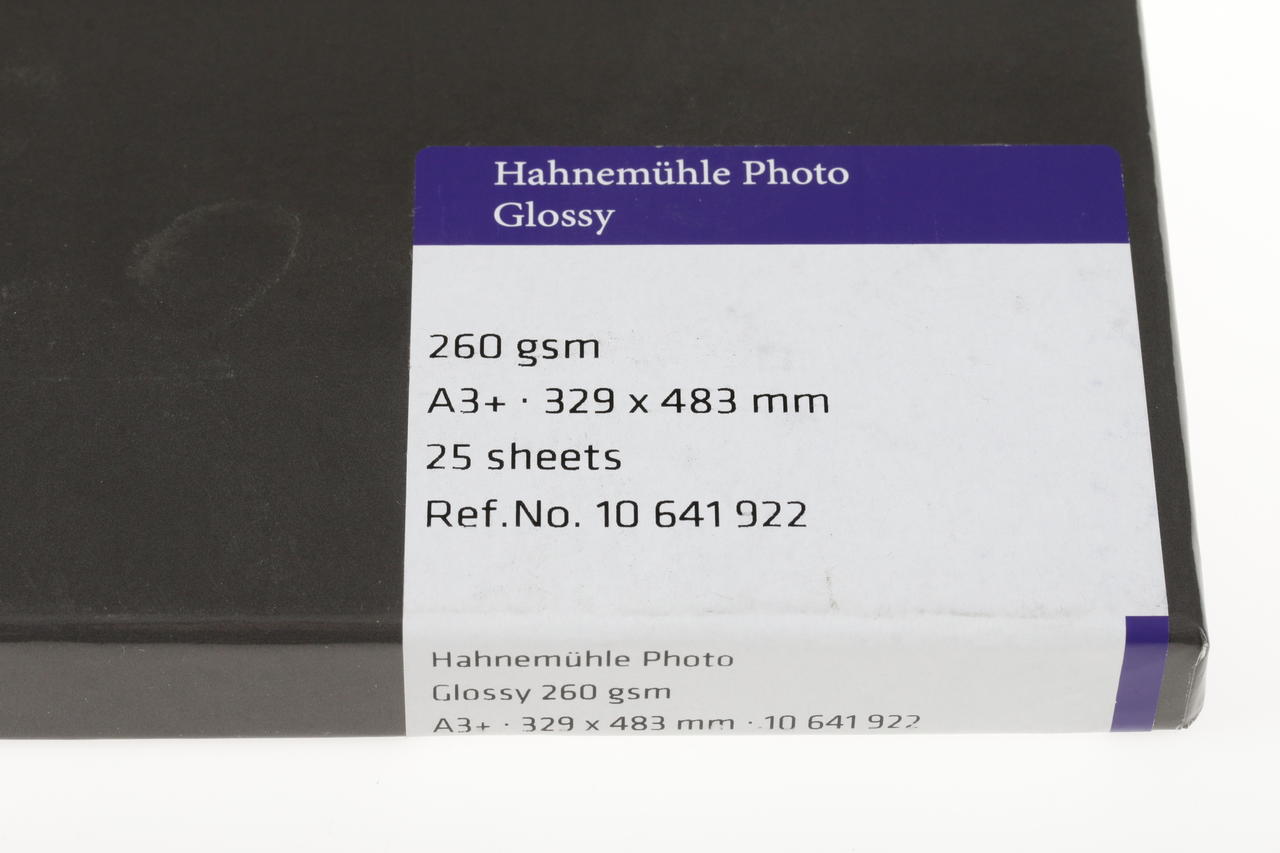 Hahnemühle Photo
Glossy
260 gsm
A3+ · 329 x 483 mm
25 sheets
Ref.No. 10 641 922
Hahnemühle Photo
Glossy 260 gsm
A3+ · 329 x 483 mm · 10 641 922